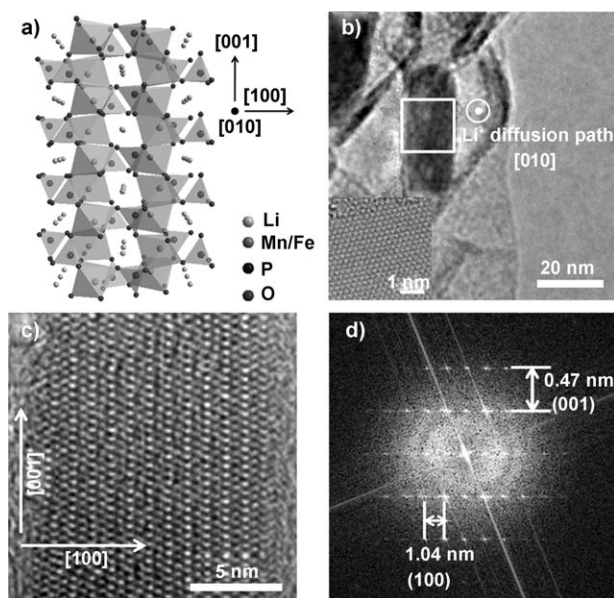 a)
[001]
[100]
[010]
Li
Mn/Fe
P
O
b)
Li⁺ diffusion path
[010]
1 nm
20 nm
c)
[001]
[100]
5 nm
d)
0.47 nm
(001)
1.04 nm
(100)